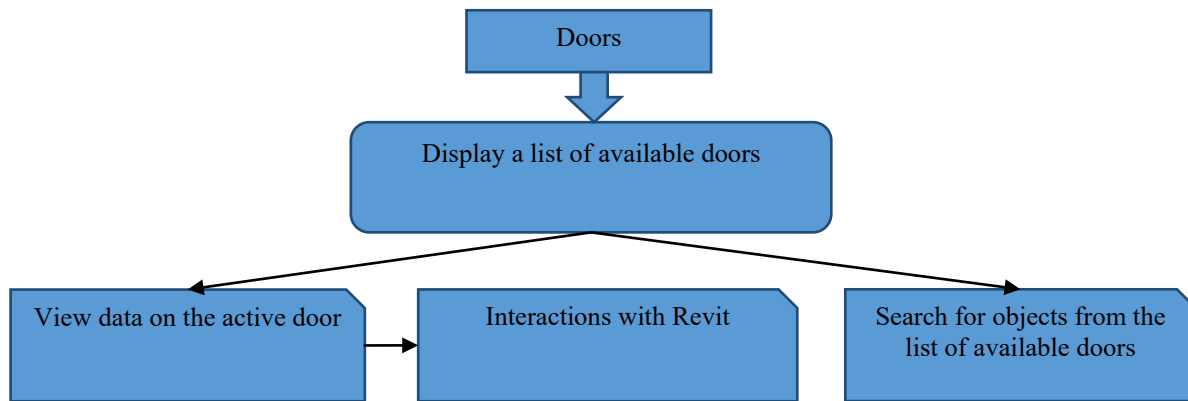 Doors
Display a list of available doors
View data on the active door
Interactions with Revit
Search for objects from the
list of available doors